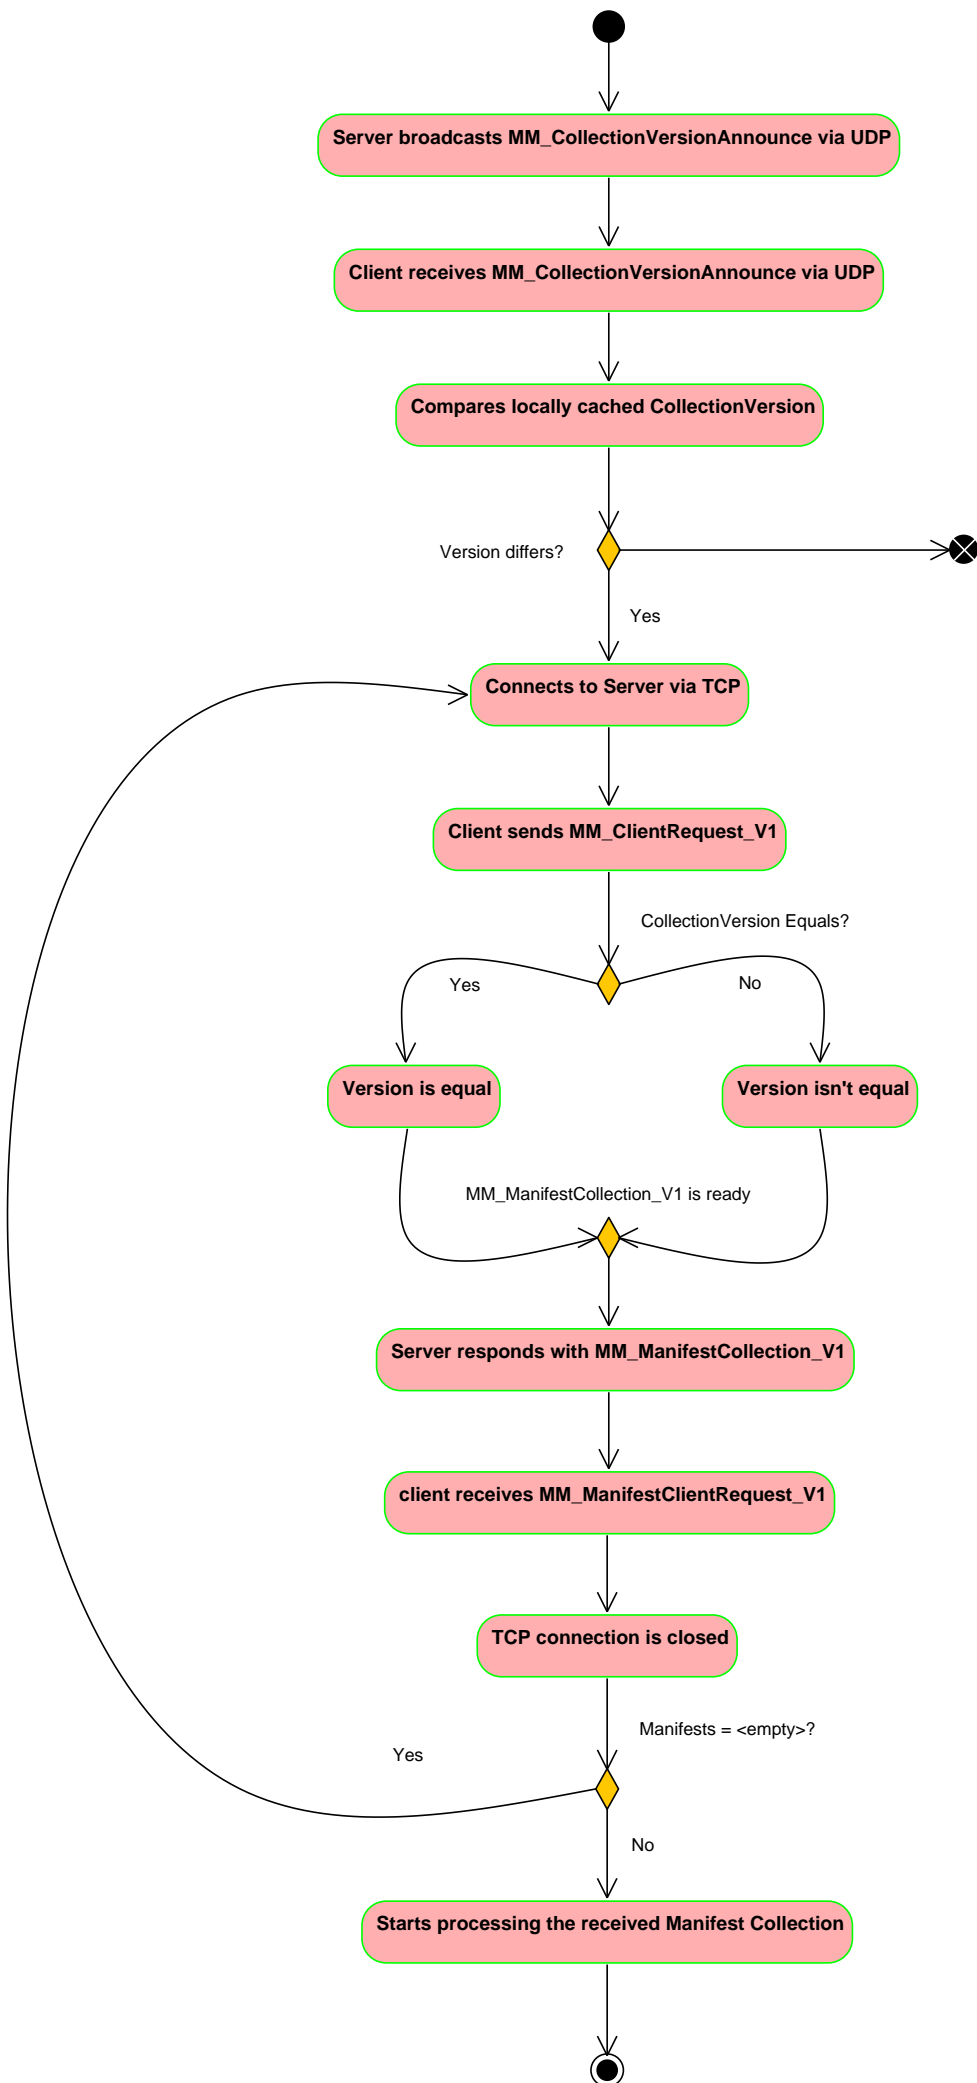 Server broadcasts MM_CollectionVersionAnnounce via UDP
Client receives MM_CollectionVersionAnnounce via UDP
Compares locally cached CollectionVersion
Version differs?
Yes
Connects to Server via TCP
Client sends MM_ClientRequest_V1
CollectionVersion Equals?
Yes
No
Version is equal
Version isn't equal
MM_ManifestCollection_V1 is ready
Server responds with MM_ManifestCollection_V1
client receives MM_ManifestClientRequest_V1
TCP connection is closed
Manifests = <empty>?
Yes
No
Starts processing the received Manifest Collection